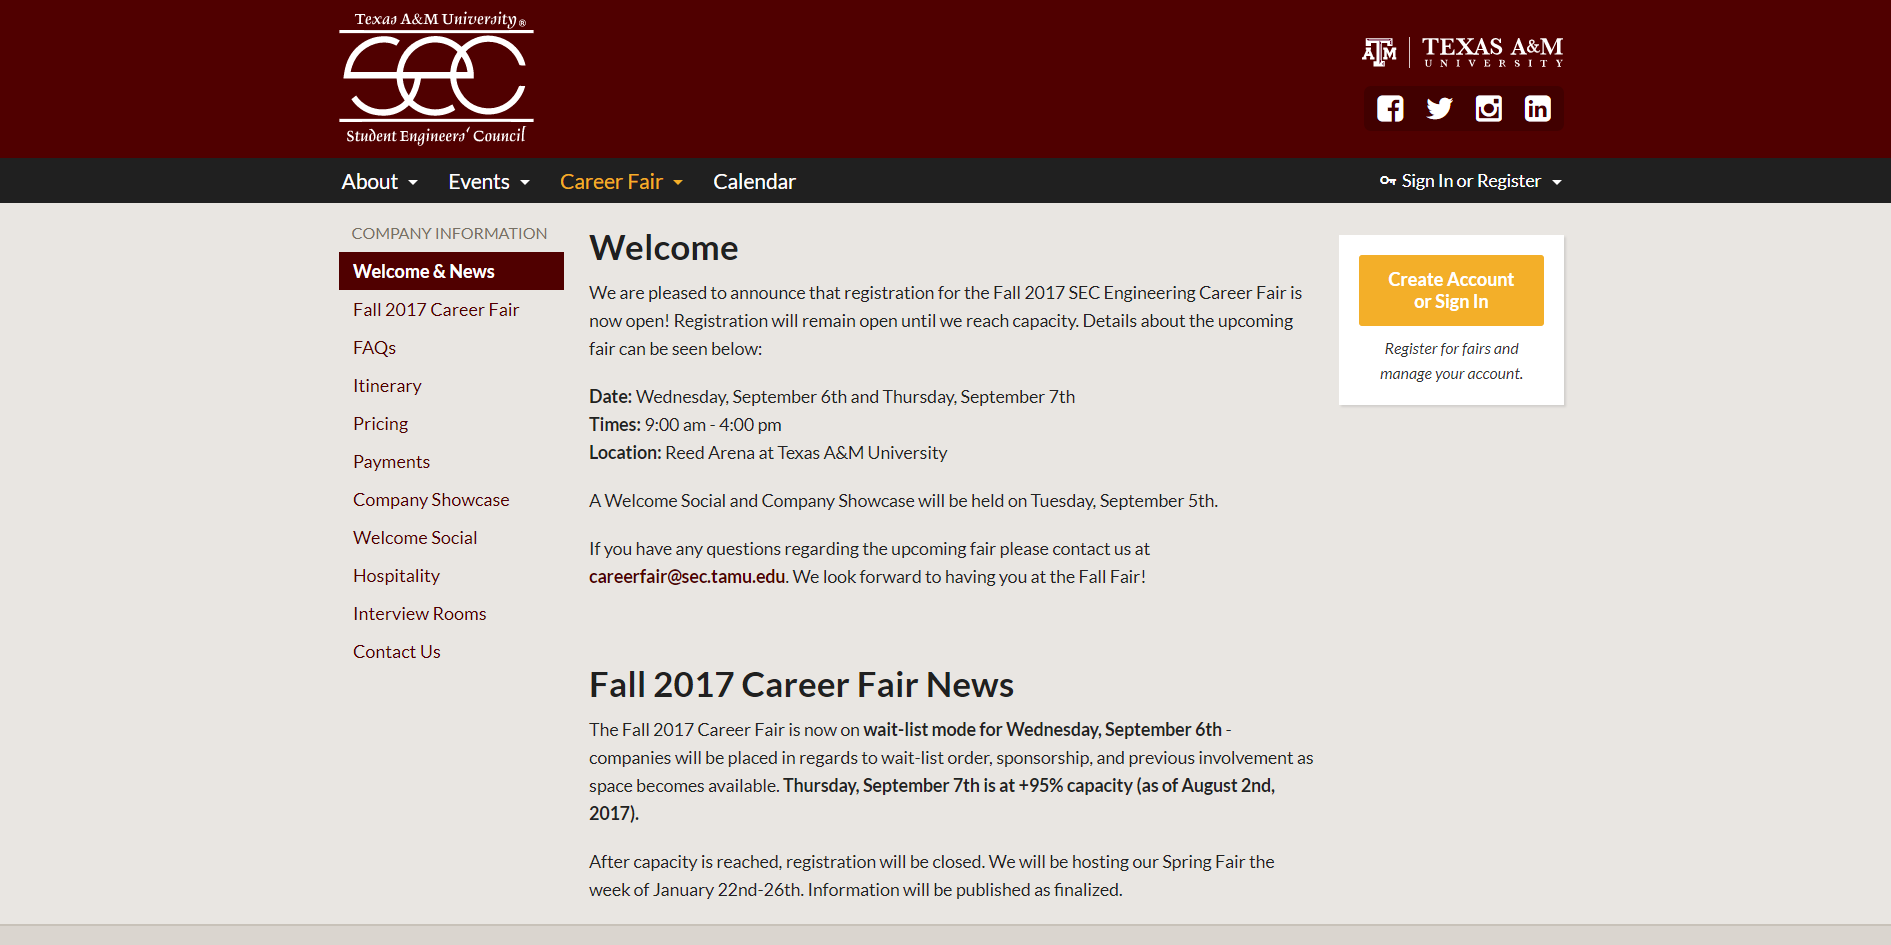 Texas A&M University®
SEC
Student Engineers' Council
ATM
TEXAS A&M
UNIVERSITY
About
Events
Career Fair
Calendar
Sign In or Register
COMPANY INFORMATION
Welcome & News
Fall 2017 Career Fair
FAQs
Itinerary
Pricing
Payments
Company Showcase
Welcome Social
Hospitality
Interview Rooms
Contact Us
Welcome
We are pleased to announce that registration for the Fall 2017 SEC Engineering Career Fair is
now open! Registration will remain open until we reach capacity. Details about the upcoming
fair can be seen below:
Date: Wednesday, September 6th and Thursday, September 7th
Times: 9:00 am - 4:00 pm
Location: Reed Arena at Texas A&M University
A Welcome Social and Company Showcase will be held on Tuesday, September 5th.
If you have any questions regarding the upcoming fair please contact us at
careerfair@sec.tamu.edu. We look forward to having you at the Fall Fair!
Fall 2017 Career Fair News
The Fall 2017 Career Fair is now on wait-list mode for Wednesday, September 6th -
companies will be placed in regards to wait-list order, sponsorship, and previous involvement as
space becomes available. Thursday, September 7th is at +95% capacity (as of August 2nd,
2017).
After capacity is reached, registration will be closed. We will be hosting our Spring Fair the
week of January 22nd-26th. Information will be published as finalized.
Create Account
or Sign In
Register for fairs and
manage your account.